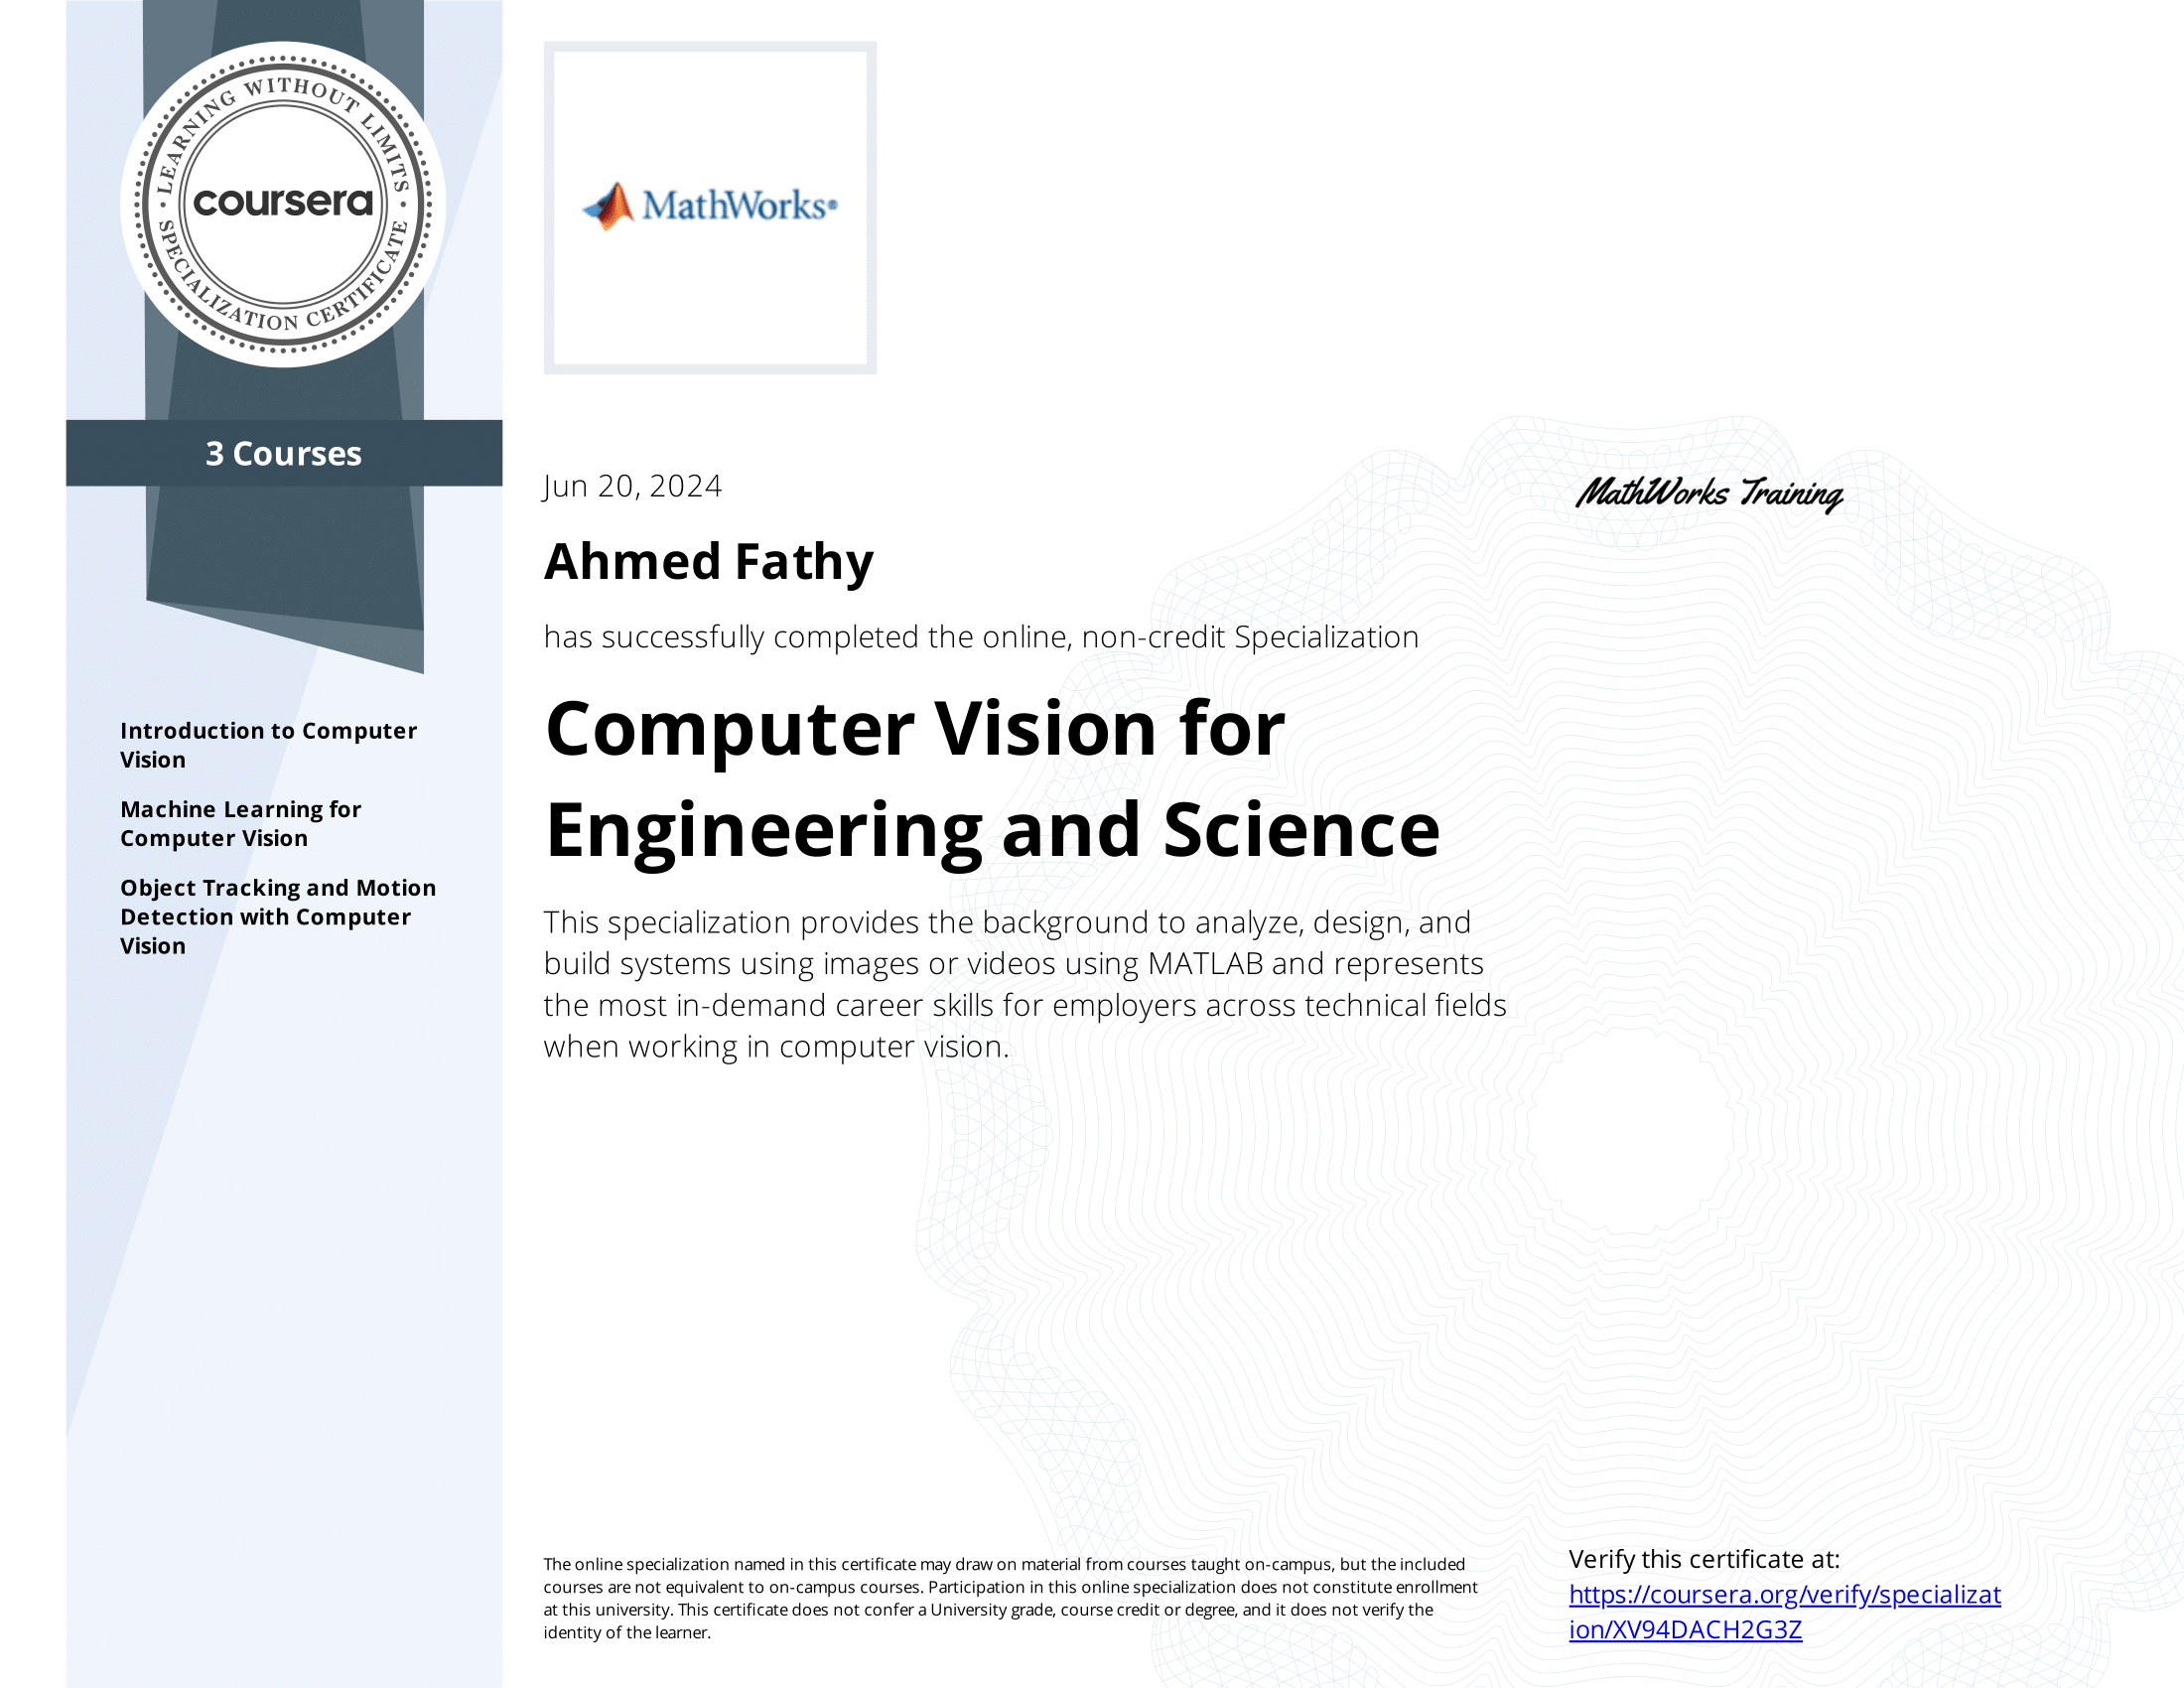 LEARNING WITHOUT LIMITS
coursera
SPECIALIZATION CERTIFICATE
3 Courses
Introduction to Computer
Vision
Machine Learning for
Computer Vision
Object Tracking and Motion
Detection with Computer
Vision
MathWorks®
Jun 20, 2024
Ahmed Fathy
has successfully completed the online, non-credit Specialization
Computer Vision for
Engineering and Science
This specialization provides the background to analyze, design, and
build systems using images or videos using MATLAB and represents
the most in-demand career skills for employers across technical fields
when working in computer vision.
MathWorks Training
The online specialization named in this certificate may draw on material from courses taught on-campus, but the included
courses are not equivalent to on-campus courses. Participation in this online specialization does not constitute enrollment
at this university. This certificate does not confer a University grade, course credit or degree, and it does not verify the
identity of the learner.
Verify this certificate at:
https://coursera.org/verify/specializat
ion/XV94DACH2G3Z